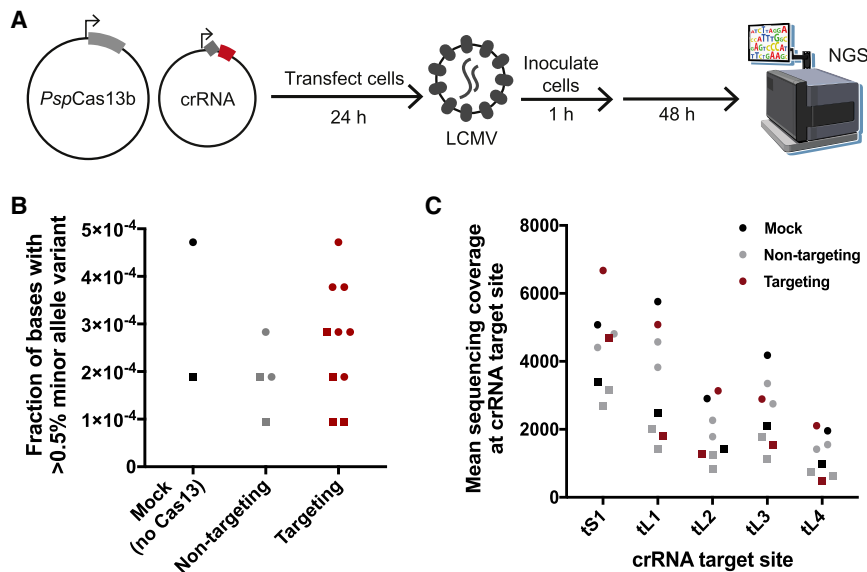 A
PspCas13b
crRNA
Transfect cells
24 h
LCMV
Inoculate
cells
1 h
48 h
NGS
B
Fraction of bases with
>0.5% minor allele variant
5×10⁻⁴
4×10⁻⁴
3×10⁻⁴
2×10⁻⁴
1×10⁻⁴
Mock
(no Cas13)
Non-targeting
Targeting
C
Mean sequencing coverage
at crRNA target site
8000
6000
4000
2000
0
Mock
Non-targeting
Targeting
tS1
tL1
tL2
tL3
tL4
crRNA target site